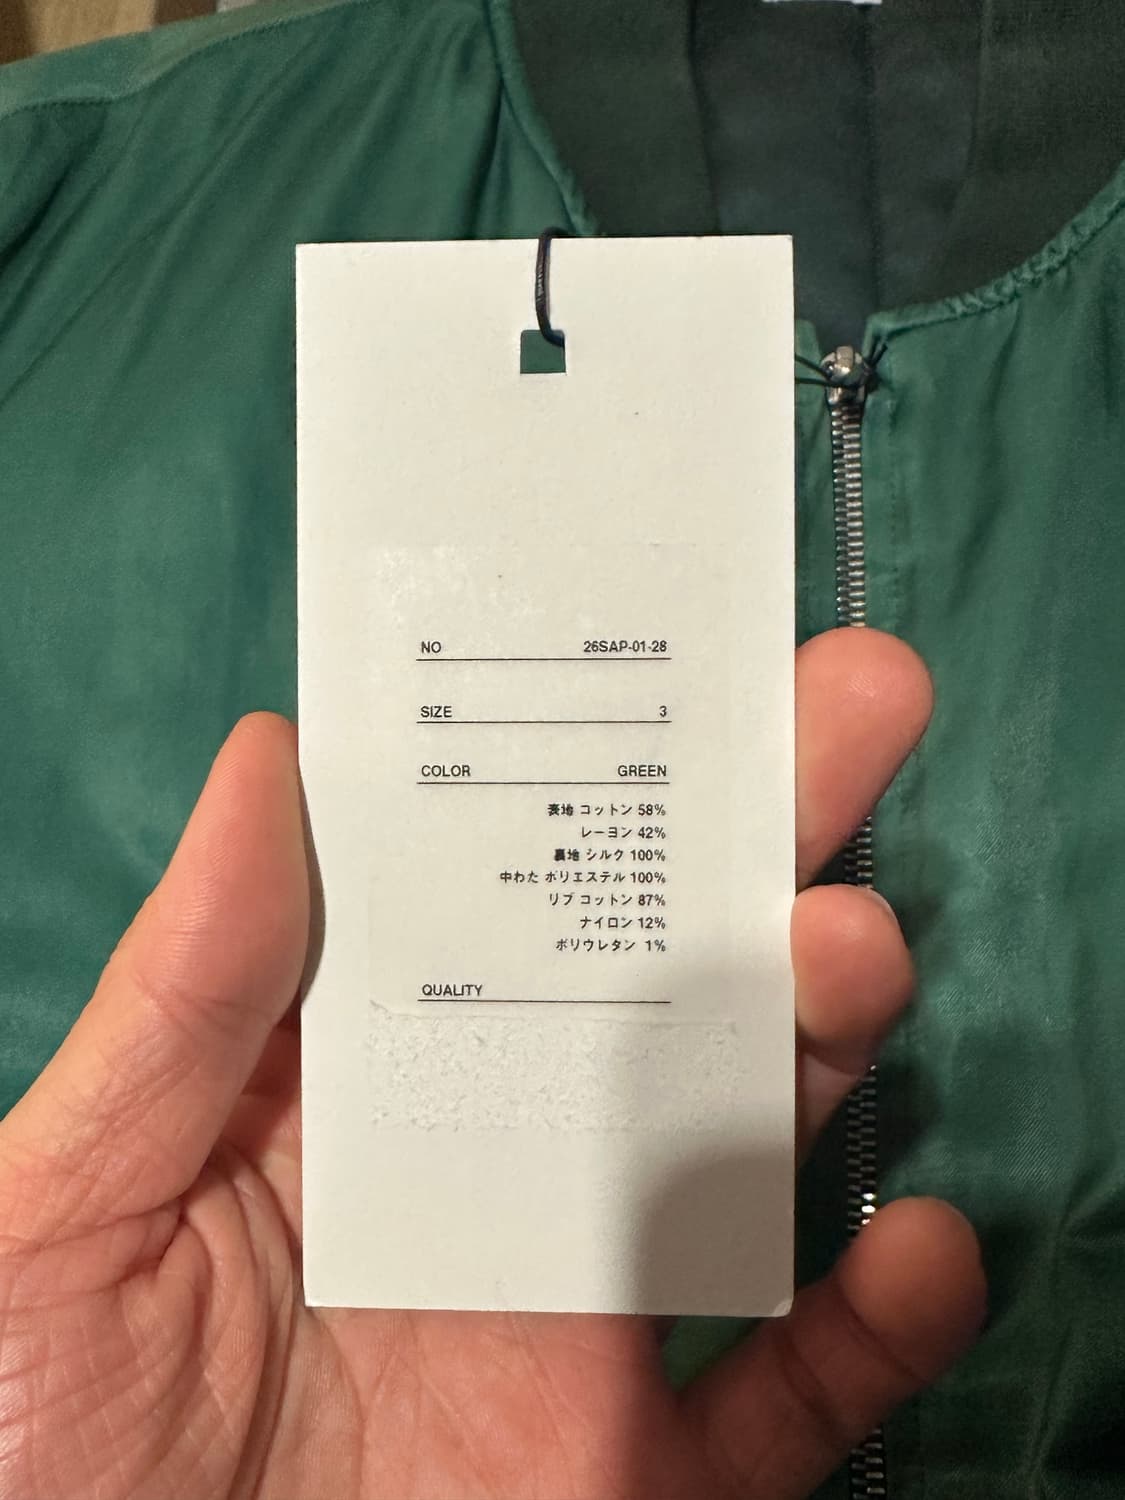 NO 26SAP-01-28
SIZE 3
COLOR GREEN
表地 コットン 58%
レーヨン 42%
裏地 シルク 100%
中わた ポリエステル 100%
リブ コットン 87%
ナイロン 12%
ポリウレタン 1%
QUALITY